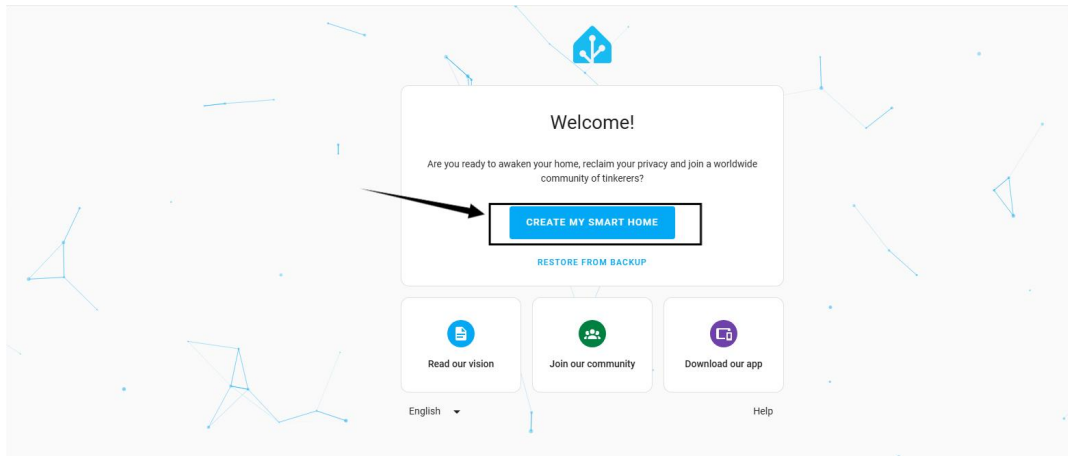 Welcome!
Are you ready to awaken your home, reclaim your privacy and join a worldwide
community of tinkerers?
CREATE MY SMART HOME
RESTORE FROM BACKUP
Read our vision
Join our community
Download our app
English
Help